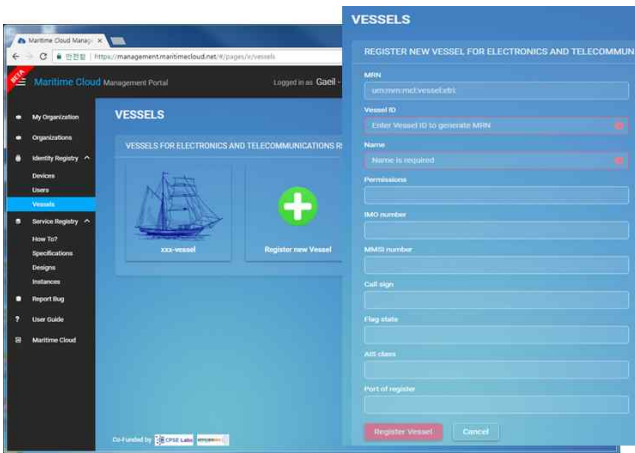 Maritime Cloud Manag
안전함
https://management.maritimecloud.net/#/pages/ir/vessels
BETA
Maritime Cloud Management Portal
Logged in as Gaeil -
My Organization
Organizations
Identity Registry
Devices
Users
Vessels
Service Registry
How To?
Specifications
Designs
Instances
Report Bug
User Guide
Maritime Cloud
VESSELS
VESSELS FOR ELECTRONICS AND TELECOMMUNICATIONS R
xxx-vessel
Register new Vessel
Co-Funded by
CPSE Labs
VESSELS
REGISTER NEW VESSEL FOR ELECTRONICS AND TELECOMMUN
MRN
urn:mrn:mcl:vessel:etri:
Vessel ID
Enter Vessel ID to generate MRN
Name
Name is required
Permissions
IMO number
MMSI number
Call sign
Flag state
AIS class
Port of register
Register Vessel
Cancel